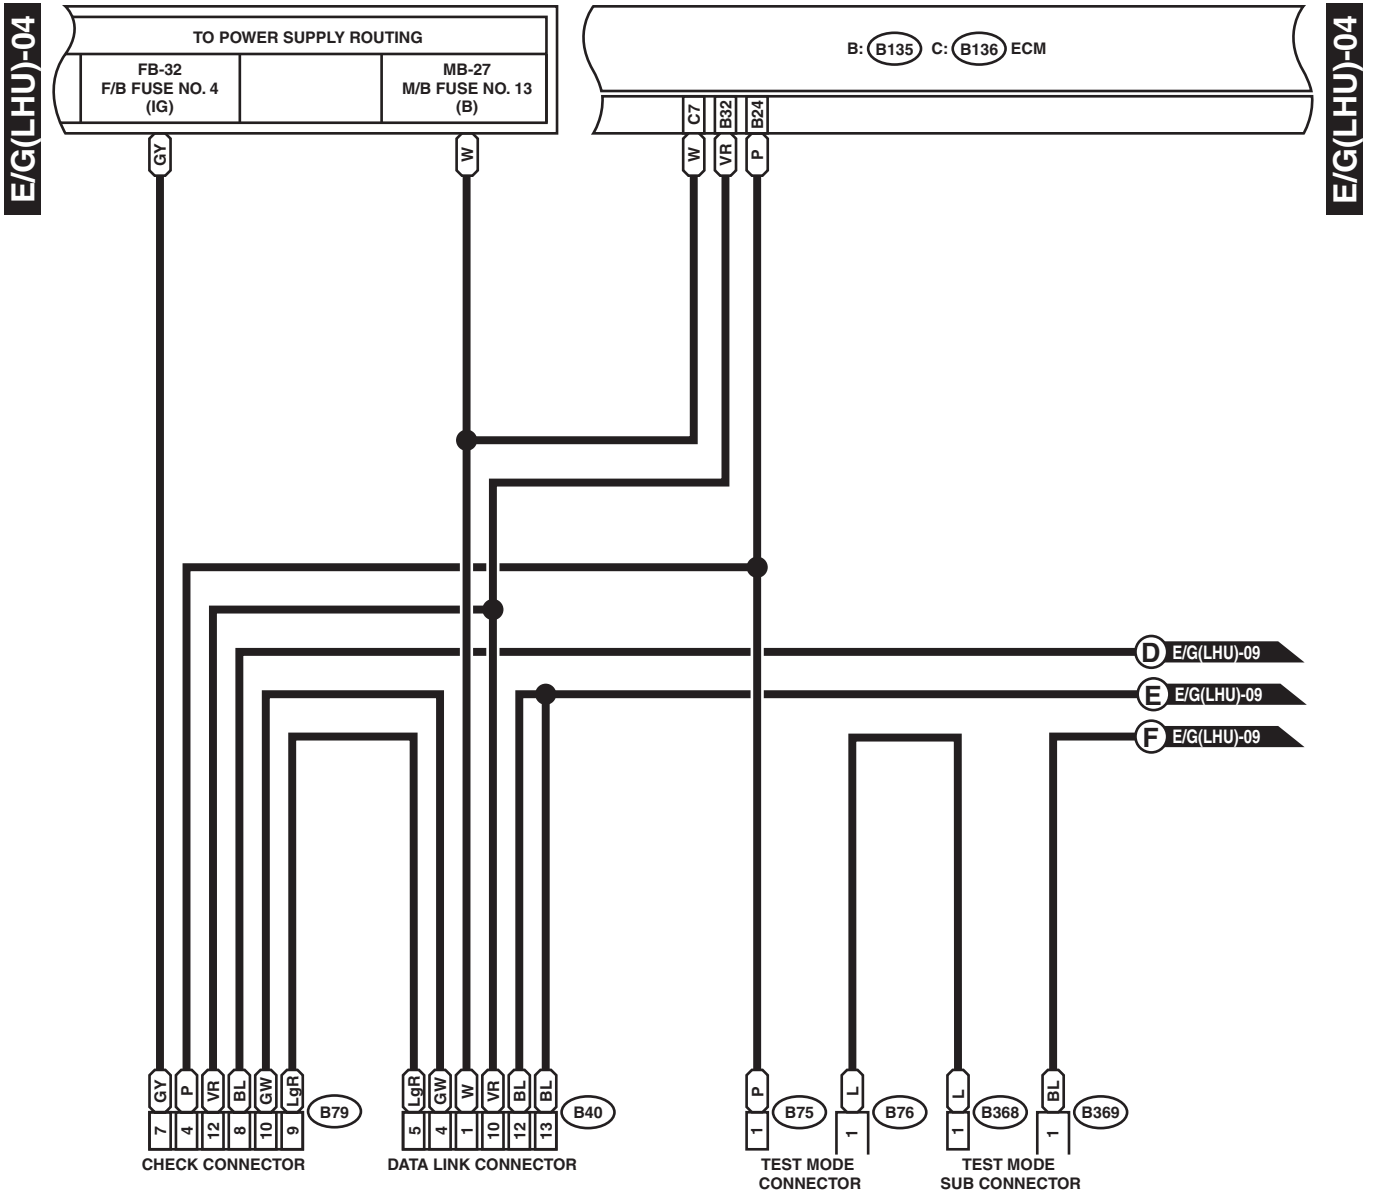 E/G(LHU)-04
E/G(LHU)-04
TO POWER SUPPLY ROUTING
FB-32
F/B FUSE NO. 4
(IG)
MB-27
M/B FUSE NO. 13
(B)
B: B135 C: B136 ECM
C7 B32 B24
GY W W VR P
D E/G(LHU)-09
E E/G(LHU)-09
F E/G(LHU)-09
GY P VR BL GW LgR
7 4 12 8 10 9
B79
CHECK CONNECTOR
LgR GW W VR BL BL
5 4 1 10 12 13
B40
DATA LINK CONNECTOR
P L
1 B75 1 B76
TEST MODE
CONNECTOR
L BL
1 B368 1 B369
TEST MODE
SUB CONNECTOR